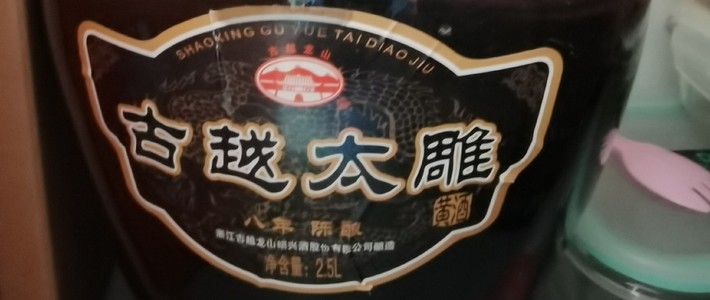 SHAOXING GU YUE TAI DIAO JIU
古越龙山
古越太雕
黄酒
八年 陈酿
浙江古越龙山绍兴酒股份有限公司酿造
净含量: 2.5L